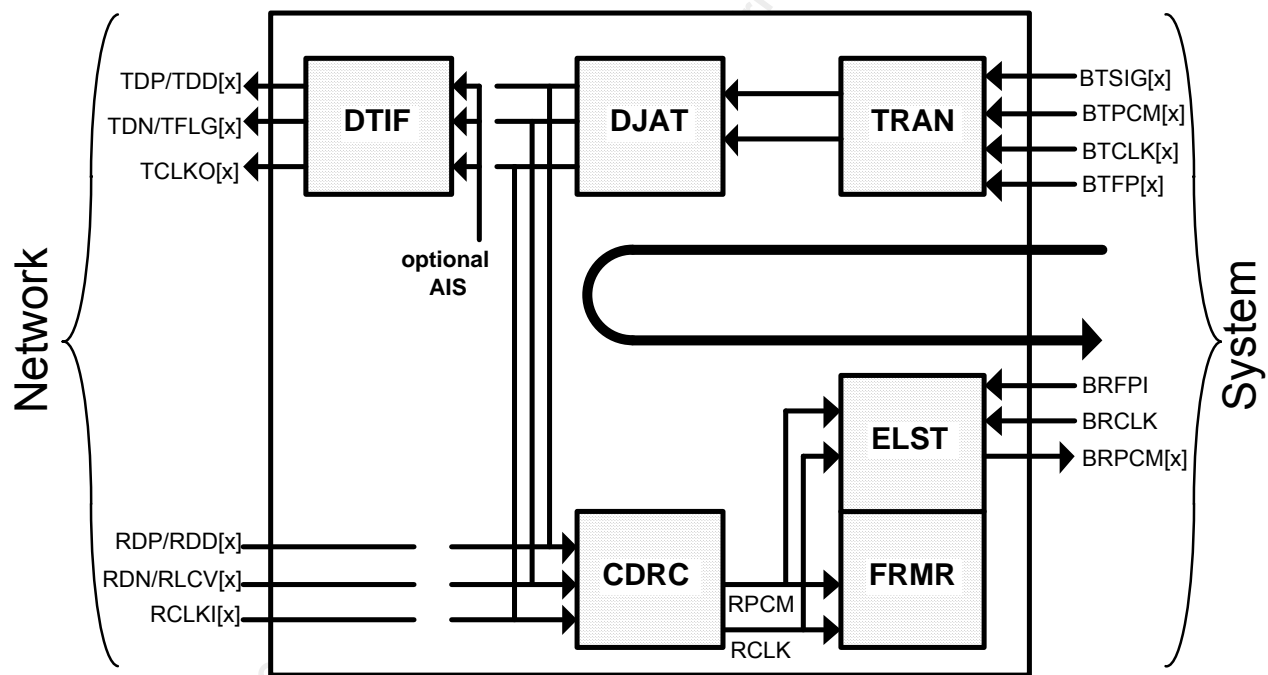 TDP/TDD[x]
TDN/TFLG[x]
TCLKO[x]
DTIF
DJAT
TRAN
BTSIG[x]
BTPCM[x]
BTCLK[x]
BTFP[x]
optional
AIS
Network
System
BRFPI
BRCLK
BRPCM[x]
ELST
RDP/RDD[x]
RDN/RLCV[x]
RCLKI[x]
CDRC
RPCM
RCLK
FRMR